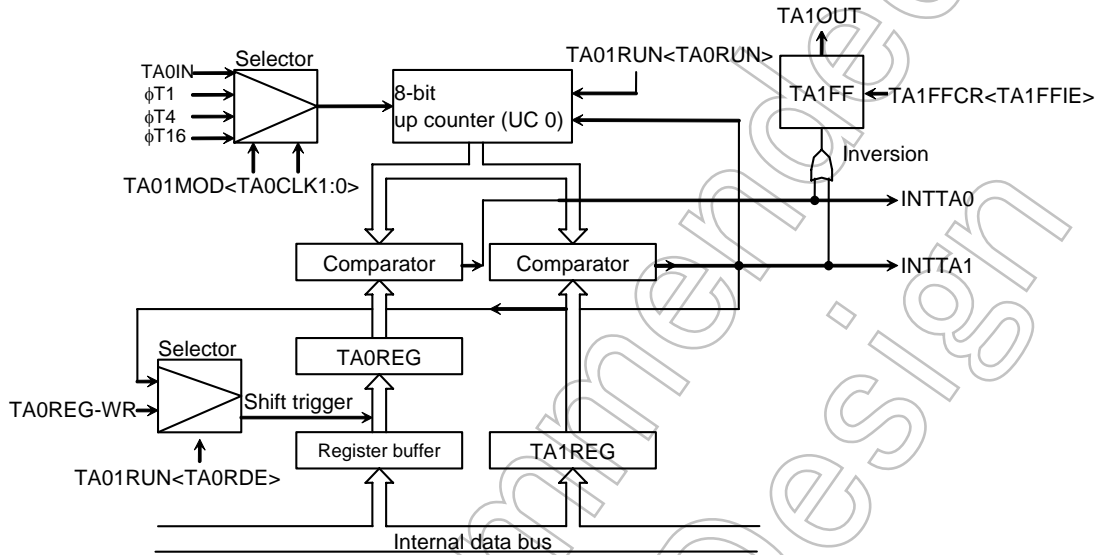 TA1OUT
Selector
TA01RUN<TA0RUN>
TA0IN
ϕT1
ϕT4
ϕT16
8-bit
up counter (UC 0)
TA1FF
TA1FFCR<TA1FFIE>
Inversion
TA01MOD<TA0CLK1:0>
INTTA0
Comparator
Comparator
INTTA1
Selector
TA0REG
TA0REG-WR
Shift trigger
Register buffer
TA1REG
TA01RUN<TA0RDE>
Internal data bus